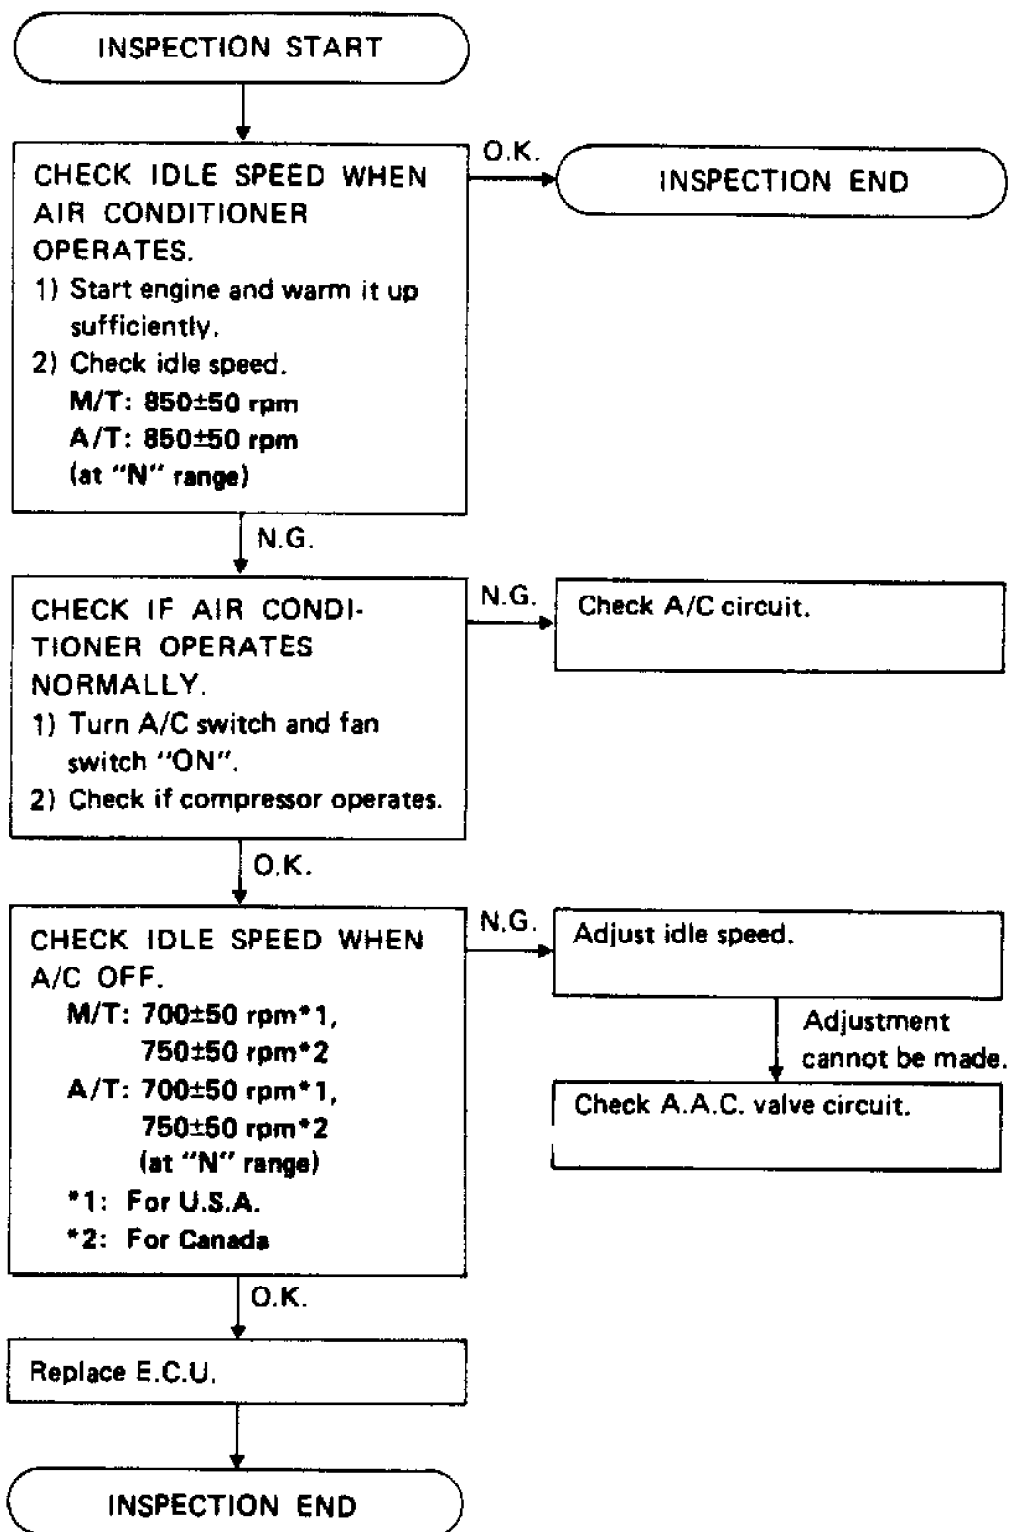 INSPECTION START
CHECK IDLE SPEED WHEN
AIR CONDITIONER
OPERATES.
1) Start engine and warm it up
sufficiently.
2) Check idle speed.
M/T: 850±50 rpm
A/T: 850±50 rpm
(at "N" range)
O.K.
INSPECTION END
N.G.
CHECK IF AIR CONDI-
TIONER OPERATES
NORMALLY.
1) Turn A/C switch and fan
switch "ON".
2) Check if compressor operates.
N.G.
Check A/C circuit.
O.K.
CHECK IDLE SPEED WHEN
A/C OFF.
M/T: 700±50 rpm*1,
750±50 rpm*2
A/T: 700±50 rpm*1,
750±50 rpm*2
(at "N" range)
*1: For U.S.A.
*2: For Canada
N.G.
Adjust idle speed.
Adjustment
cannot be made.
Check A.A.C. valve circuit.
O.K.
Replace E.C.U.
INSPECTION END